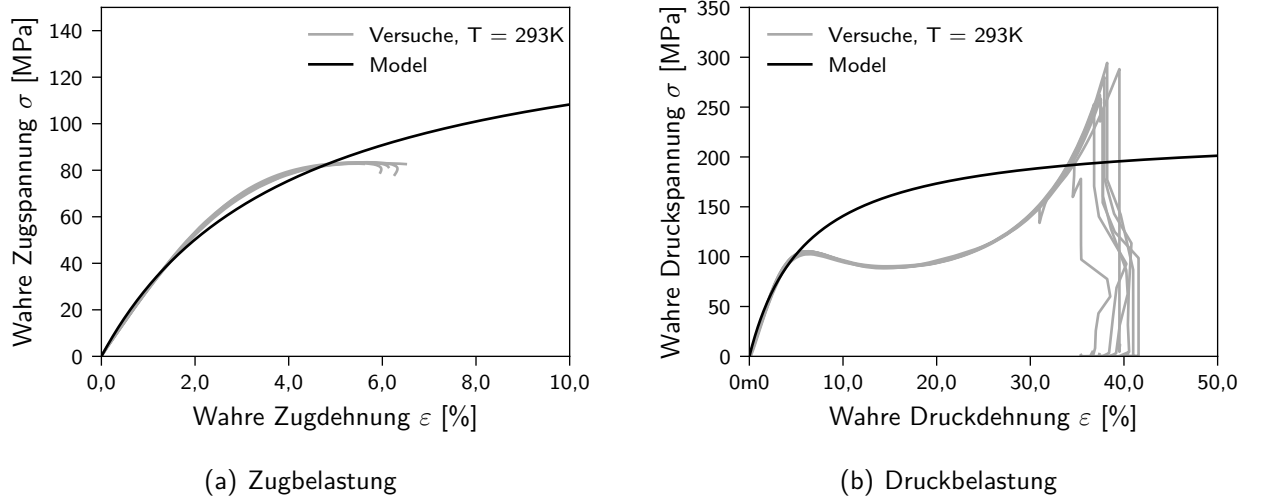 Wahre Zugspannung σ [MPa]
140
120
100
80
60
40
20
0
0,0 2,0 4,0 6,0 8,0 10,0
Wahre Zugdehnung ε [%]
Versuche, T = 293K
Model
(a) Zugbelastung
Wahre Druckspannung σ [MPa]
350
300
250
200
150
100
50
0
0m0 10,0 20,0 30,0 40,0 50,0
Wahre Druckdehnung ε [%]
Versuche, T = 293K
Model
(b) Druckbelastung